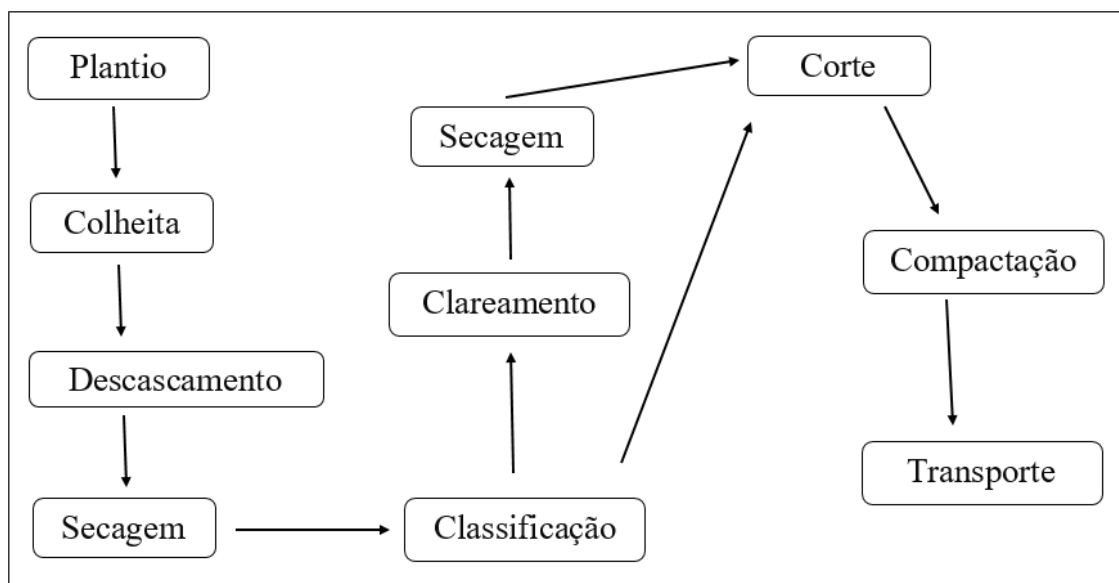 Plantio
Colheita
Descascamento
Secagem
Classificação
Clareamento
Secagem
Corte
Compactação
Transporte